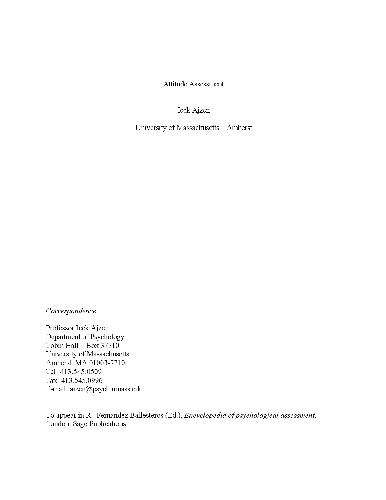 Attitude Assessment
Icek Ajzen
University of Massachusetts – Amherst
Correspondence
Professor Icek Ajzen
Department of Psychology
Tobin Hall – Box 37710
University of Massachusetts
Amherst, MA 01003-7710
Tel: 413.545.0509
Fax: 413.545.0996
E-mail: aizen@psych.umass.edu
To appear in R. Fernández Ballesteros (Ed.), Encyclopedia of psychological assessment.
London: Sage Publications